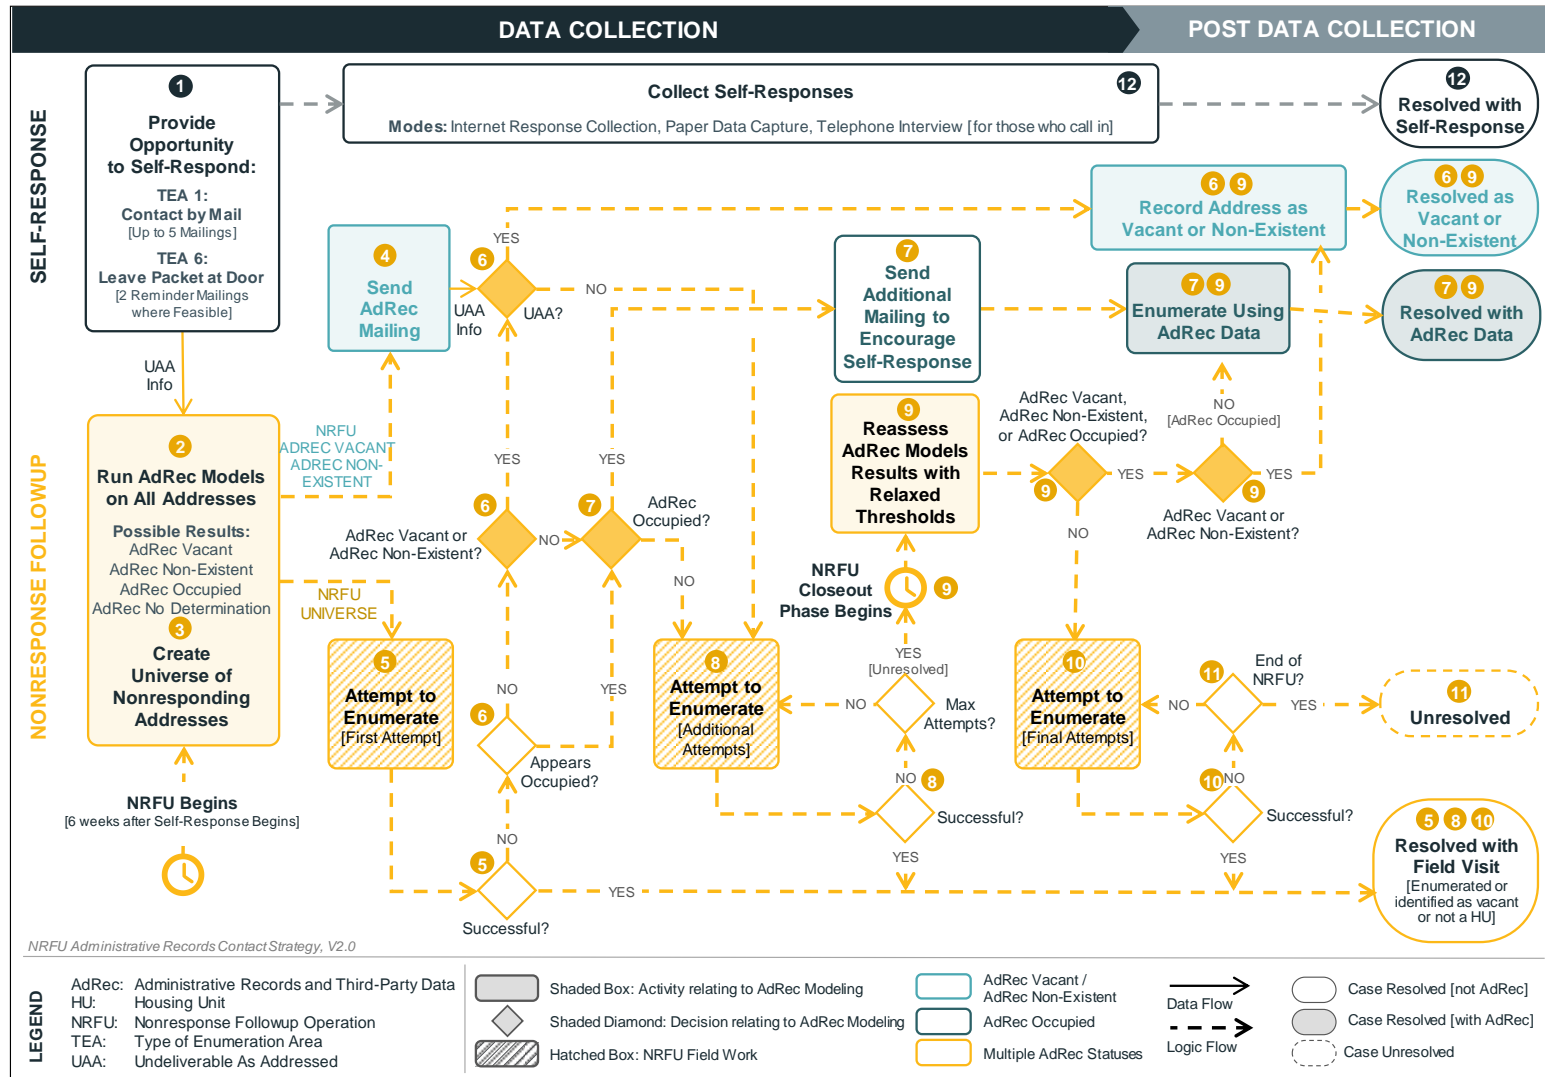 DATA COLLECTION
POST DATA COLLECTION
SELF-RESPONSE
1
Provide
Opportunity
to Self-Respond:
TEA 1:
Contact by Mail
[Up to 5 Mailings]
TEA 6:
Leave Packet at Door
[2 Reminder Mailings
where Feasible]
12
Collect Self-Responses
Modes: Internet Response Collection, Paper Data Capture, Telephone Interview [for those who call in]
12
Resolved with
Self-Response
6 9
Record Address as
Vacant or Non-Existent
6 9
Resolved as
Vacant or
Non-Existent
4
Send
AdRec
Mailing
UAA
Info
YES
6
UAA?
NO
7
Send
Additional
Mailing to
Encourage
Self-Response
7 9
Enumerate Using
AdRec Data
7 9
Resolved with
AdRec Data
UAA
Info
NONRESPONSE FOLLOWUP
2
Run AdRec Models
on All Addresses
Possible Results:
AdRec Vacant
AdRec Non-Existent
AdRec Occupied
AdRec No Determination
3
Create
Universe of
Nonresponding
Addresses
NRFU
ADREC VACANT
ADREC NON-
EXISTENT
NRFU
UNIVERSE
YES
6
AdRec Vacant or
AdRec Non-Existent?
NO
YES
7
AdRec
Occupied?
NO
9
Reassess
AdRec Models
Results with
Relaxed
Thresholds
AdRec Vacant,
AdRec Non-Existent,
or AdRec Occupied?
9
YES
NO
NO
[AdRec Occupied]
YES
9
AdRec Vacant or
AdRec Non-Existent?
NRFU
Closeout
Phase Begins
9
5
Attempt to
Enumerate
[First Attempt]
NO
6
Appears
Occupied?
YES
NO
5
Successful?
YES
8
Attempt to
Enumerate
[Additional
Attempts]
YES
[Unresolved]
NO
Max
Attempts?
NO
8
Successful?
YES
10
Attempt to
Enumerate
[Final Attempts]
11
End of
NRFU?
NO
YES
11
Unresolved
NO
10
Successful?
YES
5 8 10
Resolved with
Field Visit
[Enumerated or
identified as vacant
or not a HU]
NRFU Begins
[6 weeks after Self-Response Begins]
NRFU Administrative Records Contact Strategy, V2.0
LEGEND
AdRec: Administrative Records and Third-Party Data
HU: Housing Unit
NRFU: Nonresponse Followup Operation
TEA: Type of Enumeration Area
UAA: Undeliverable As Addressed
Shaded Box: Activity relating to AdRec Modeling
Shaded Diamond: Decision relating to AdRec Modeling
Hatched Box: NRFU Field Work
AdRec Vacant /
AdRec Non-Existent
AdRec Occupied
Multiple AdRec Statuses
Data Flow
Logic Flow
Case Resolved [not AdRec]
Case Resolved [with AdRec]
Case Unresolved